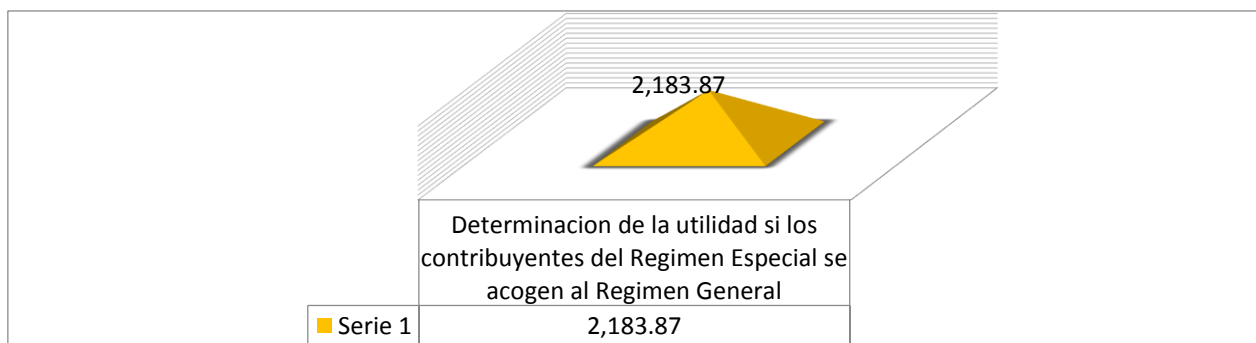 2,183.87
Determinacion de la utilidad si los
contribuyentes del Regimen Especial se
acogen al Regimen General
Serie 1 2,183.87